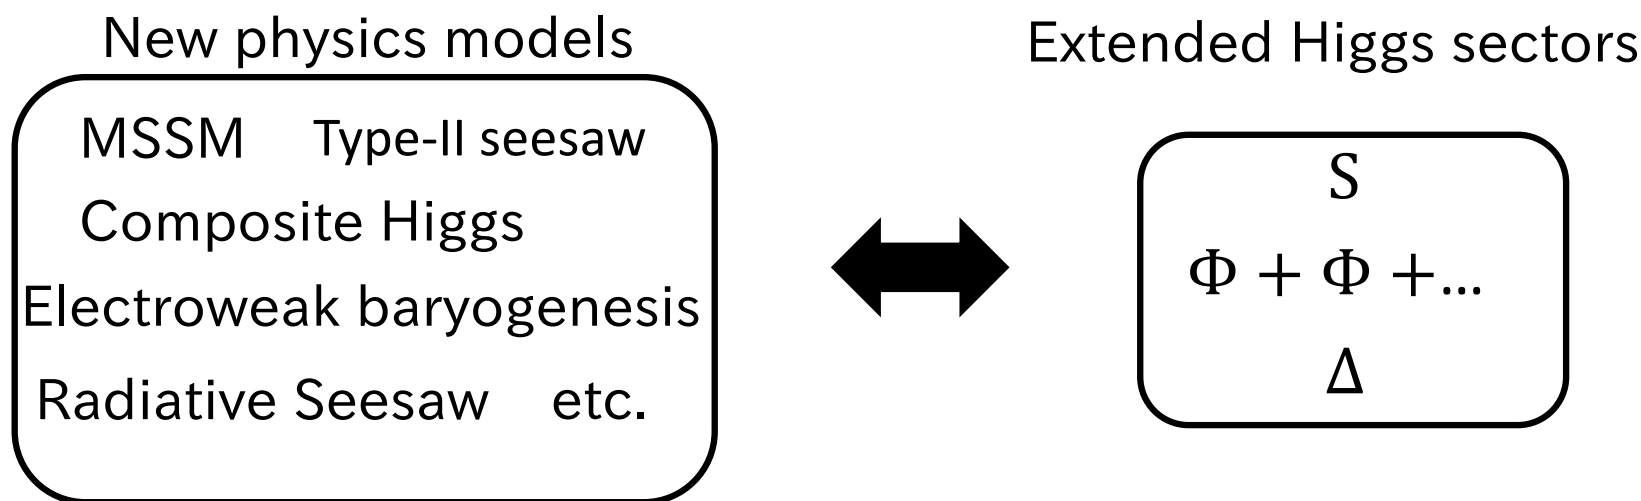 New physics models
MSSM Type-II seesaw
Composite Higgs
Electroweak baryogenesis
Radiative Seesaw etc.
Extended Higgs sectors
S
Φ + Φ +...
Δ